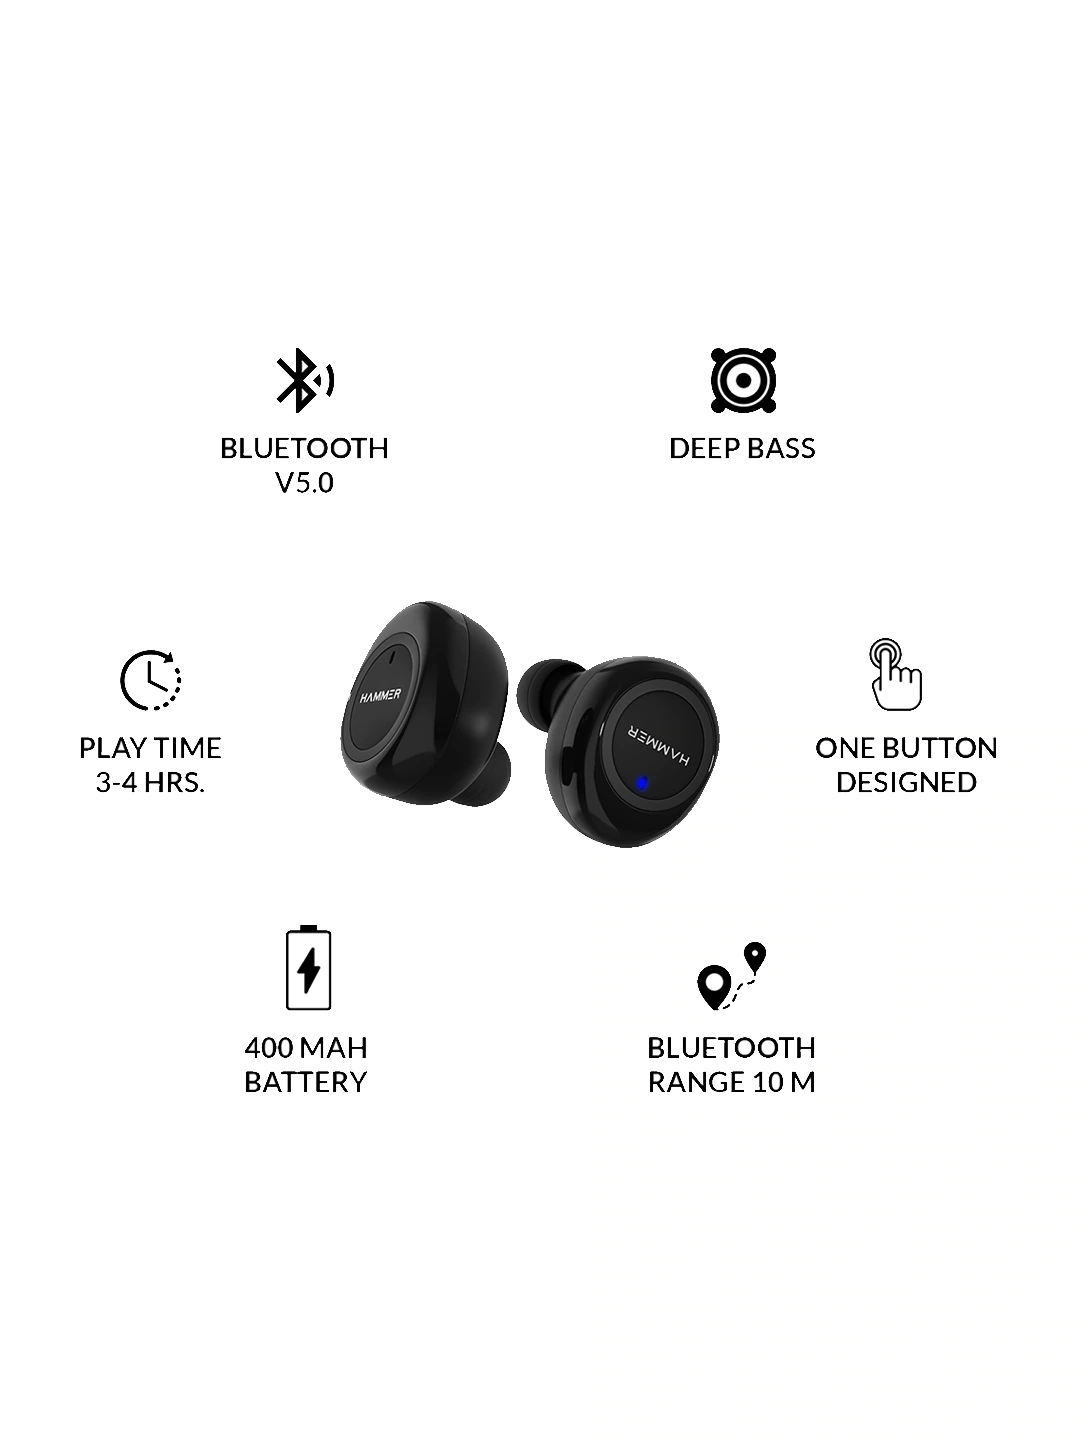 BLUETOOTH
V5.0
DEEP BASS
PLAY TIME
3-4 HRS.
HAMMER
HAMMER
ONE BUTTON
DESIGNED
400 MAH
BATTERY
BLUETOOTH
RANGE 10 M